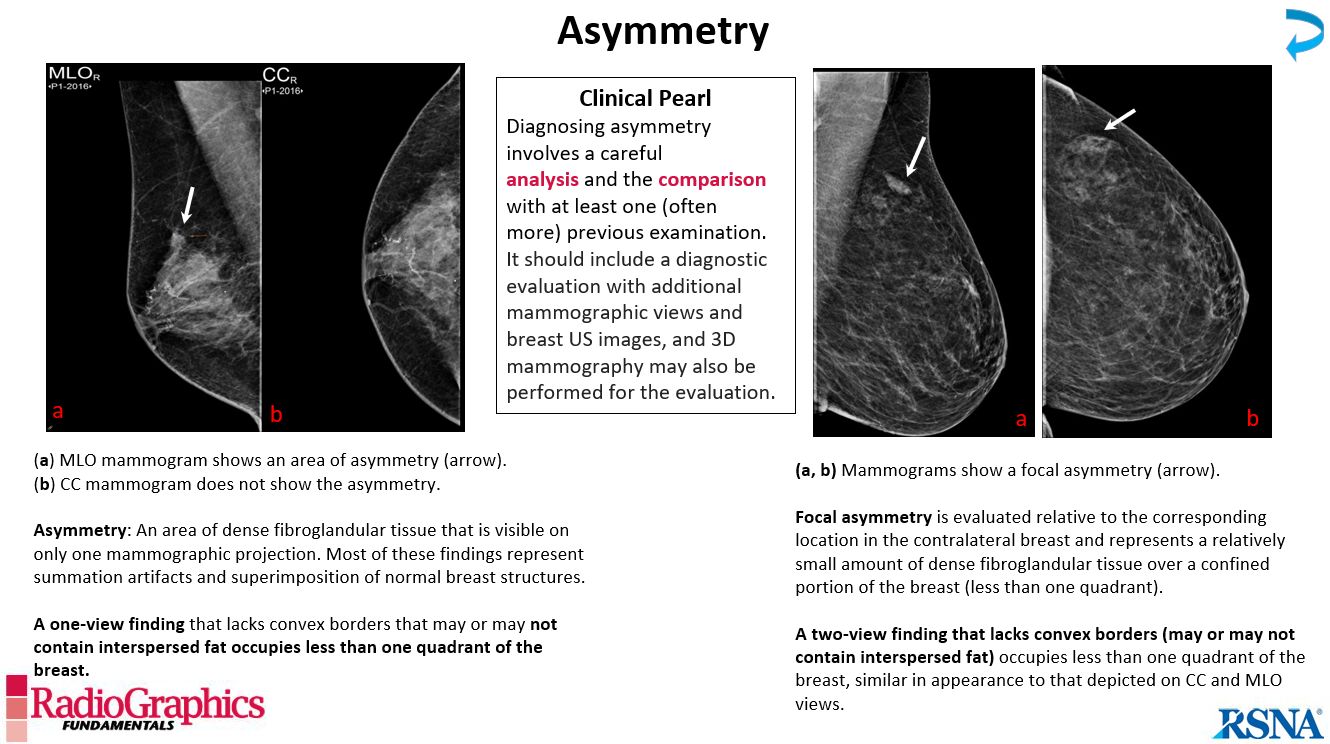 Asymmetry
MLOR
•P1-2016•
CCR
•P1-2016•
a
b
Clinical Pearl
Diagnosing asymmetry
involves a careful
analysis and the comparison
with at least one (often
more) previous examination.
It should include a diagnostic
evaluation with additional
mammographic views and
breast US images, and 3D
mammography may also be
performed for the evaluation.
a
b
(a) MLO mammogram shows an area of asymmetry (arrow).
(b) CC mammogram does not show the asymmetry.
Asymmetry: An area of dense fibroglandular tissue that is visible on
only one mammographic projection. Most of these findings represent
summation artifacts and superimposition of normal breast structures.
A one-view finding that lacks convex borders that may or may not
contain interspersed fat occupies less than one quadrant of the
breast.
(a, b) Mammograms show a focal asymmetry (arrow).
Focal asymmetry is evaluated relative to the corresponding
location in the contralateral breast and represents a relatively
small amount of dense fibroglandular tissue over a confined
portion of the breast (less than one quadrant).
A two-view finding that lacks convex borders (may or may not
contain interspersed fat) occupies less than one quadrant of the
breast, similar in appearance to that depicted on CC and MLO
views.
RadioGraphics
FUNDAMENTALS
RSNA®